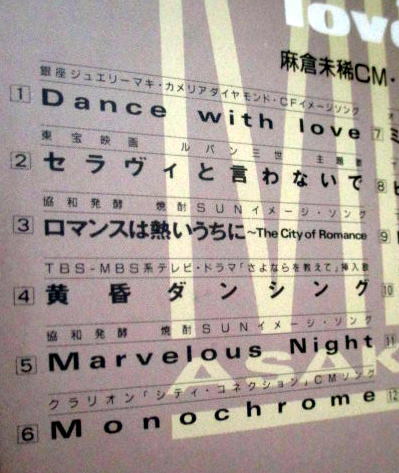 love
麻倉未稀CM・
銀座ジュエリーマキ・カメリアダイヤモンド・CFイメージソング
1 Dance with love
東宝映画 ルパン三世 主題歌
2 セラヴィと言わないで
協和発酵 焼酎SUNイメージ・ソング
3 ロマンスは熱いうちに~The City of Romance
TBS-MBS系テレビ・ドラマ「さよならを教えて」挿入歌
4 黄昏ダンシング
協和発酵 焼酎SUNイメージ・ソング
5 Marvelous Night
クラリオン「シティ・コネクション」CMソング
6 Monochrome
7 ミ
8 ヒ
9
10
11
12
ASAK